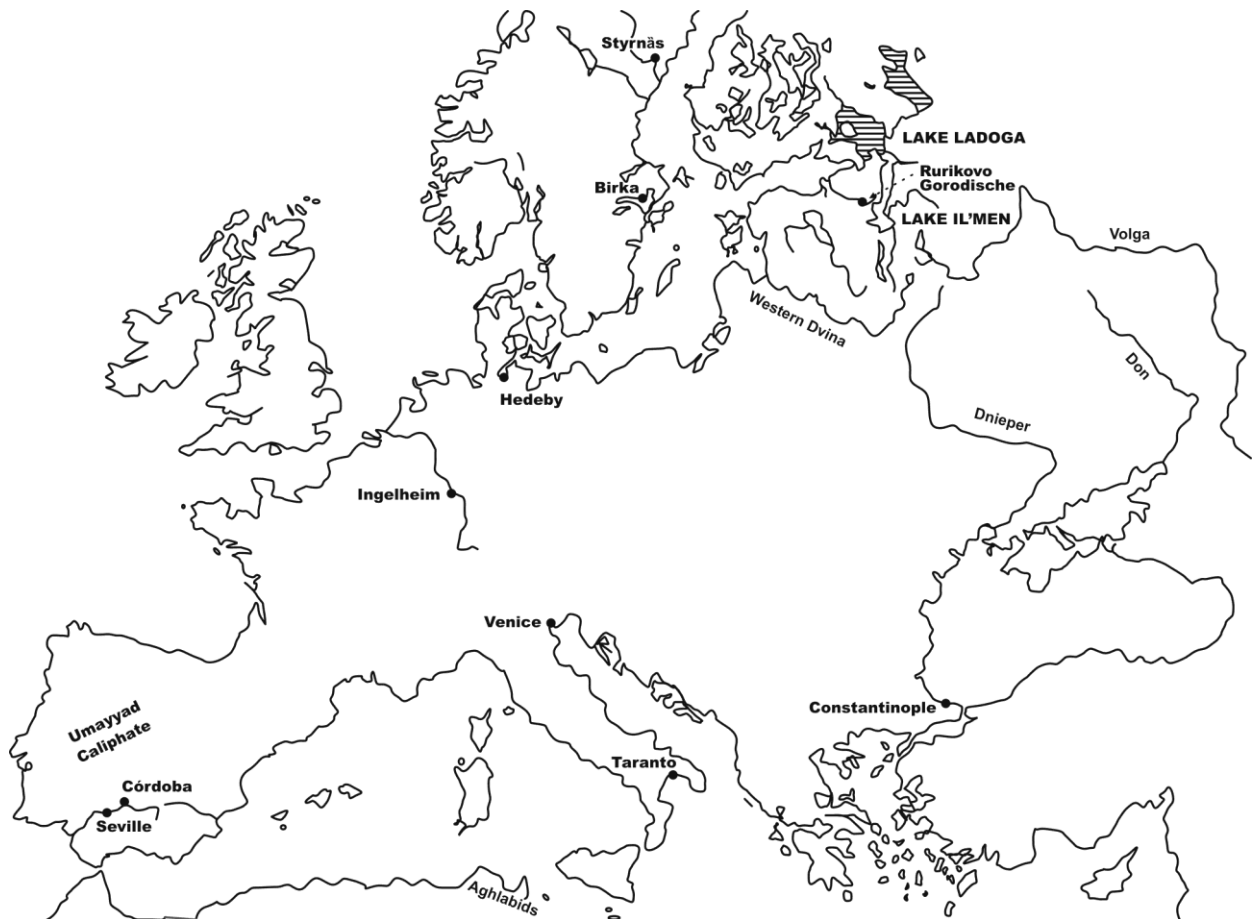 Styrnäs
LAKE LADOGA
Rurikovo
Gorodische
Birka
LAKE IL'MEN
Volga
Western Dvina
Don
Hedeby
Dnieper
Ingelheim
Venice
Umayyad
Caliphate
Constantinople
Taranto
Córdoba
Seville
Aghlabids